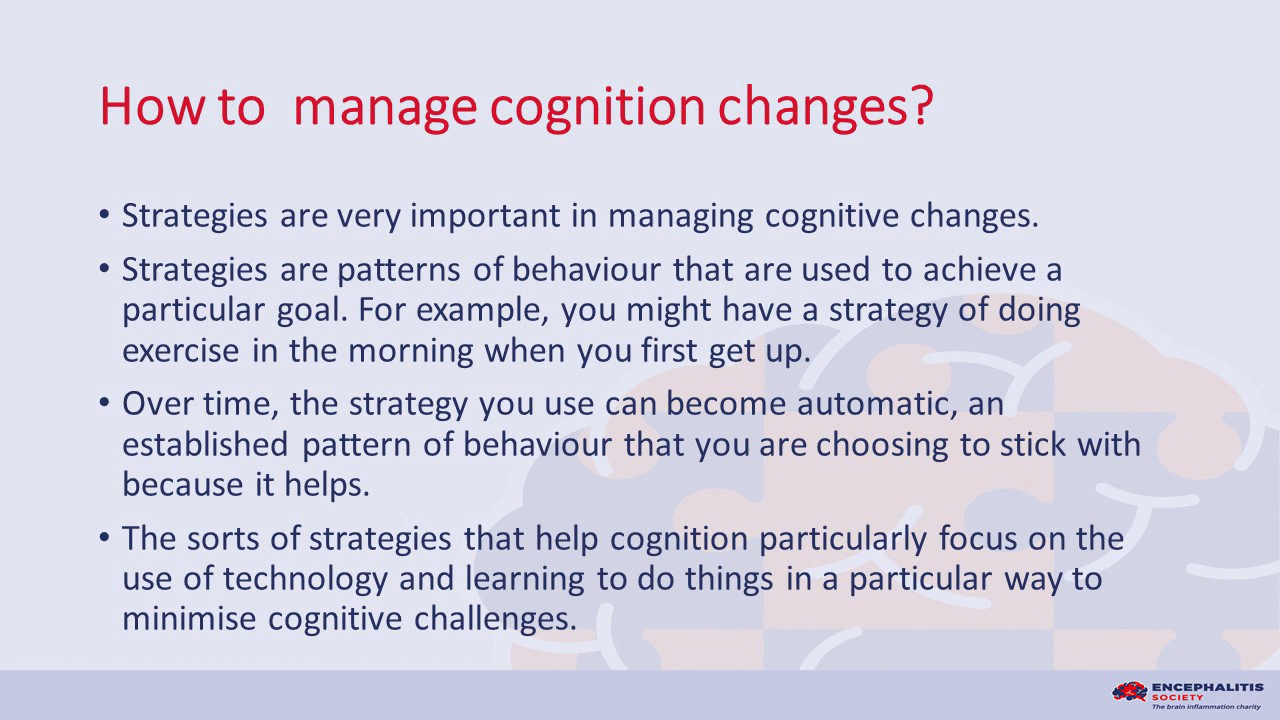 How to  manage cognition changes?
• Strategies are very important in managing cognitive changes.
• Strategies are patterns of behaviour that are used to achieve a
particular goal. For example, you might have a strategy of doing
exercise in the morning when you first get up.
• Over time, the strategy you use can become automatic, an
established pattern of behaviour that you are choosing to stick with
because it helps.
• The sorts of strategies that help cognition particularly focus on the
use of technology and learning to do things in a particular way to
minimise cognitive challenges.
ENCEPHALITIS
SOCIETY
The brain inflammation charity